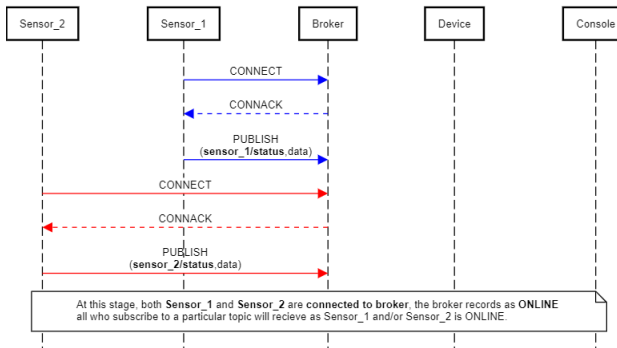 Sensor_2
Sensor_1
Broker
Device
Console
CONNECT
CONNACK
PUBLISH
(sensor_1/status,data)
CONNECT
CONNACK
PUBLISH
(sensor_2/status,data)
At this stage, both Sensor_1 and Sensor_2 are connected to broker, the broker records as ONLINE
all who subscribe to a particular topic will recieve as Sensor_1 and/or Sensor_2 is ONLINE.